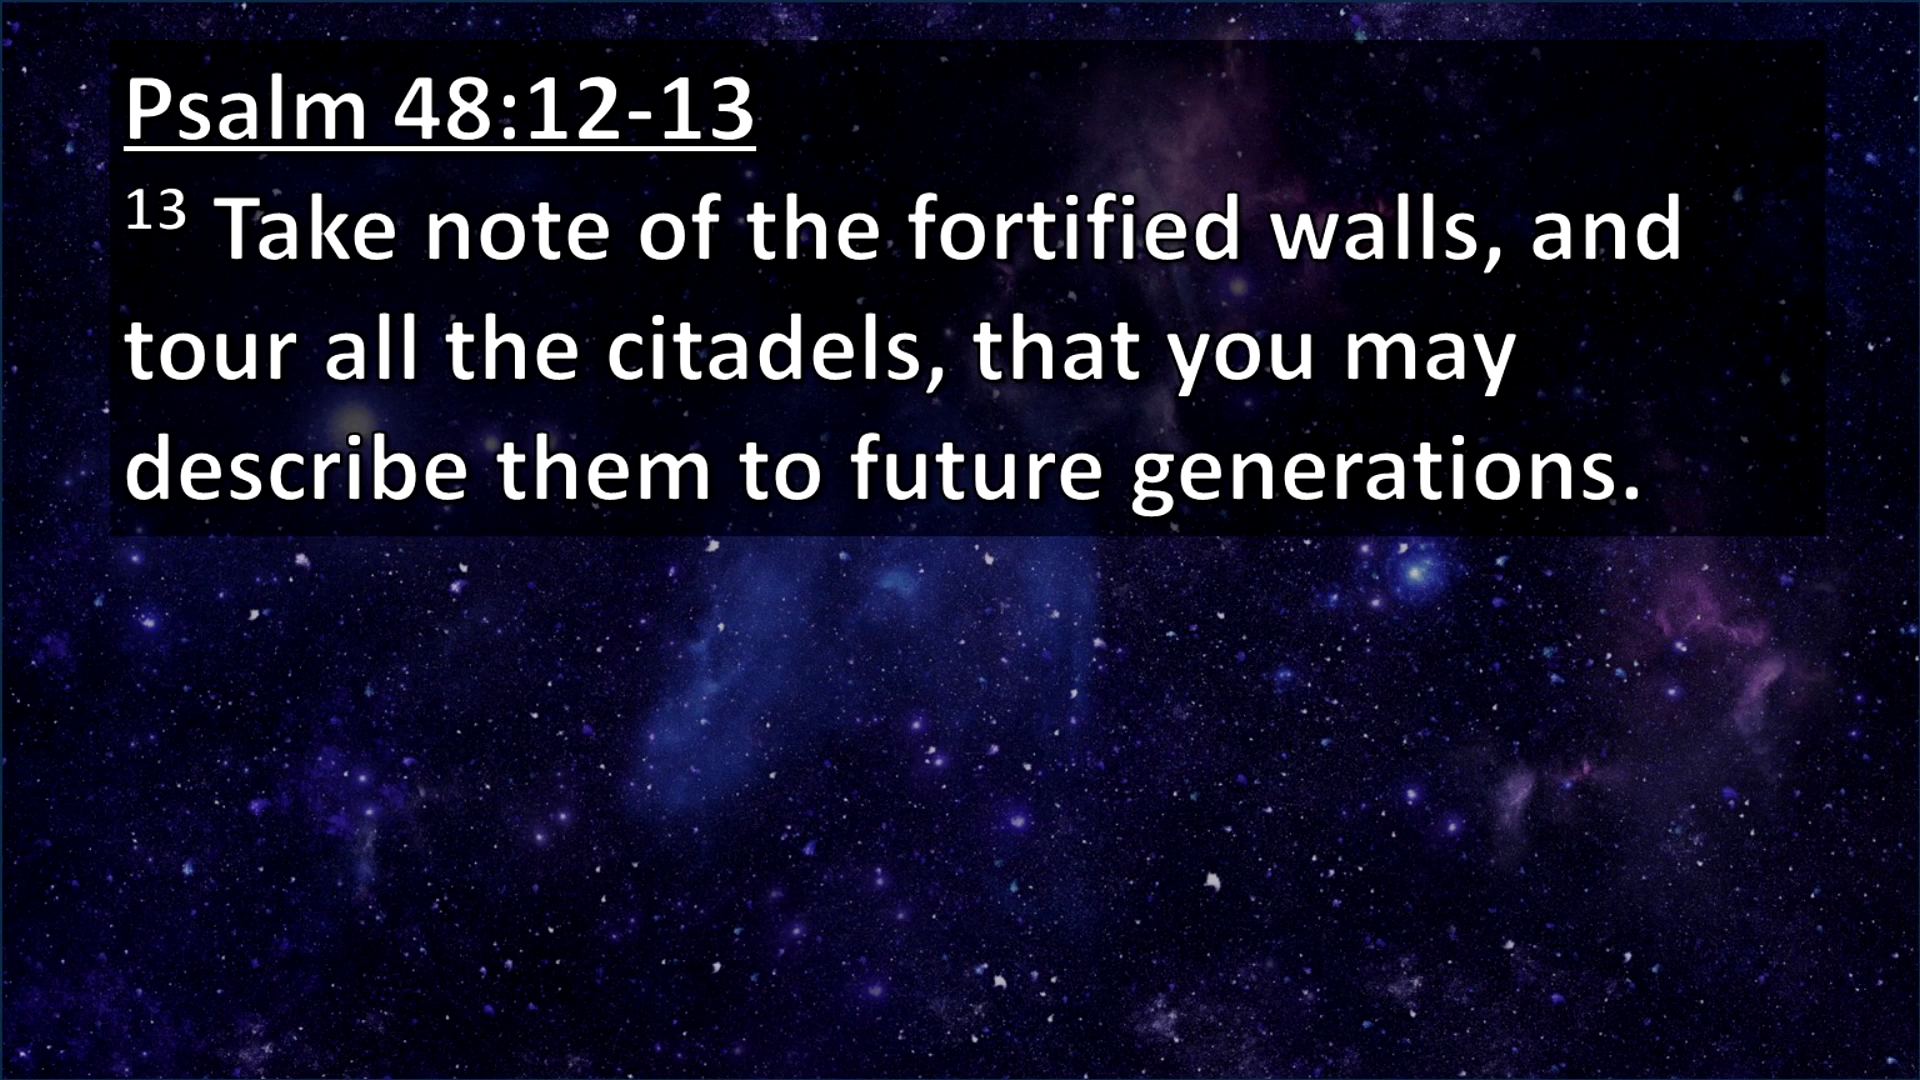 Psalm 48:12-13
13 Take note of the fortified walls, and
tour all the citadels, that you may
describe them to future generations.